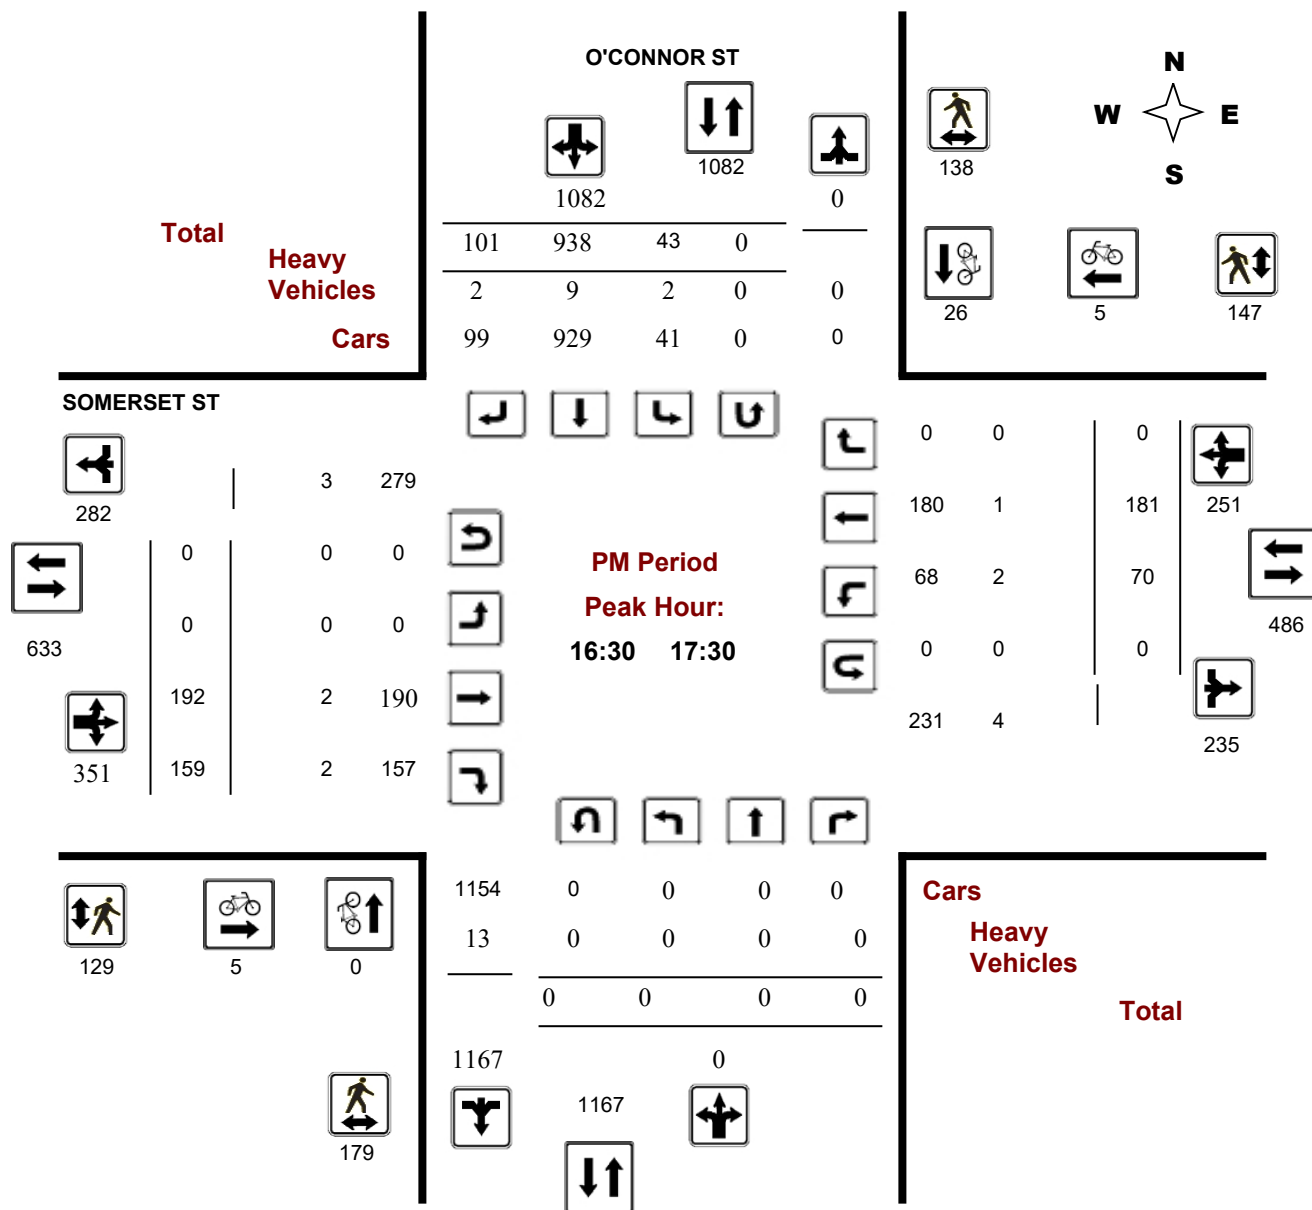 O'CONNOR ST
N
W E
S
1082
138
1082 0
Total 101 938 43 0
Heavy
Vehicles 2 9 2 0 0
26 5 147
Cars 99 929 41 0 0
SOMERSET ST
0 0 0
3 279
282
180 1 181 251
0 0 0
PM Period
68 2 70
Peak Hour:
486
0 0 0
633
16:30 17:30
0 0 0
192 2 190
231 4
235
351 159 2 157
1154 0 0 0 0
Cars
13 0 0 0 0
Heavy
Vehicles
129 5 0
0 0 0 0
Total
1167 0
1167
179